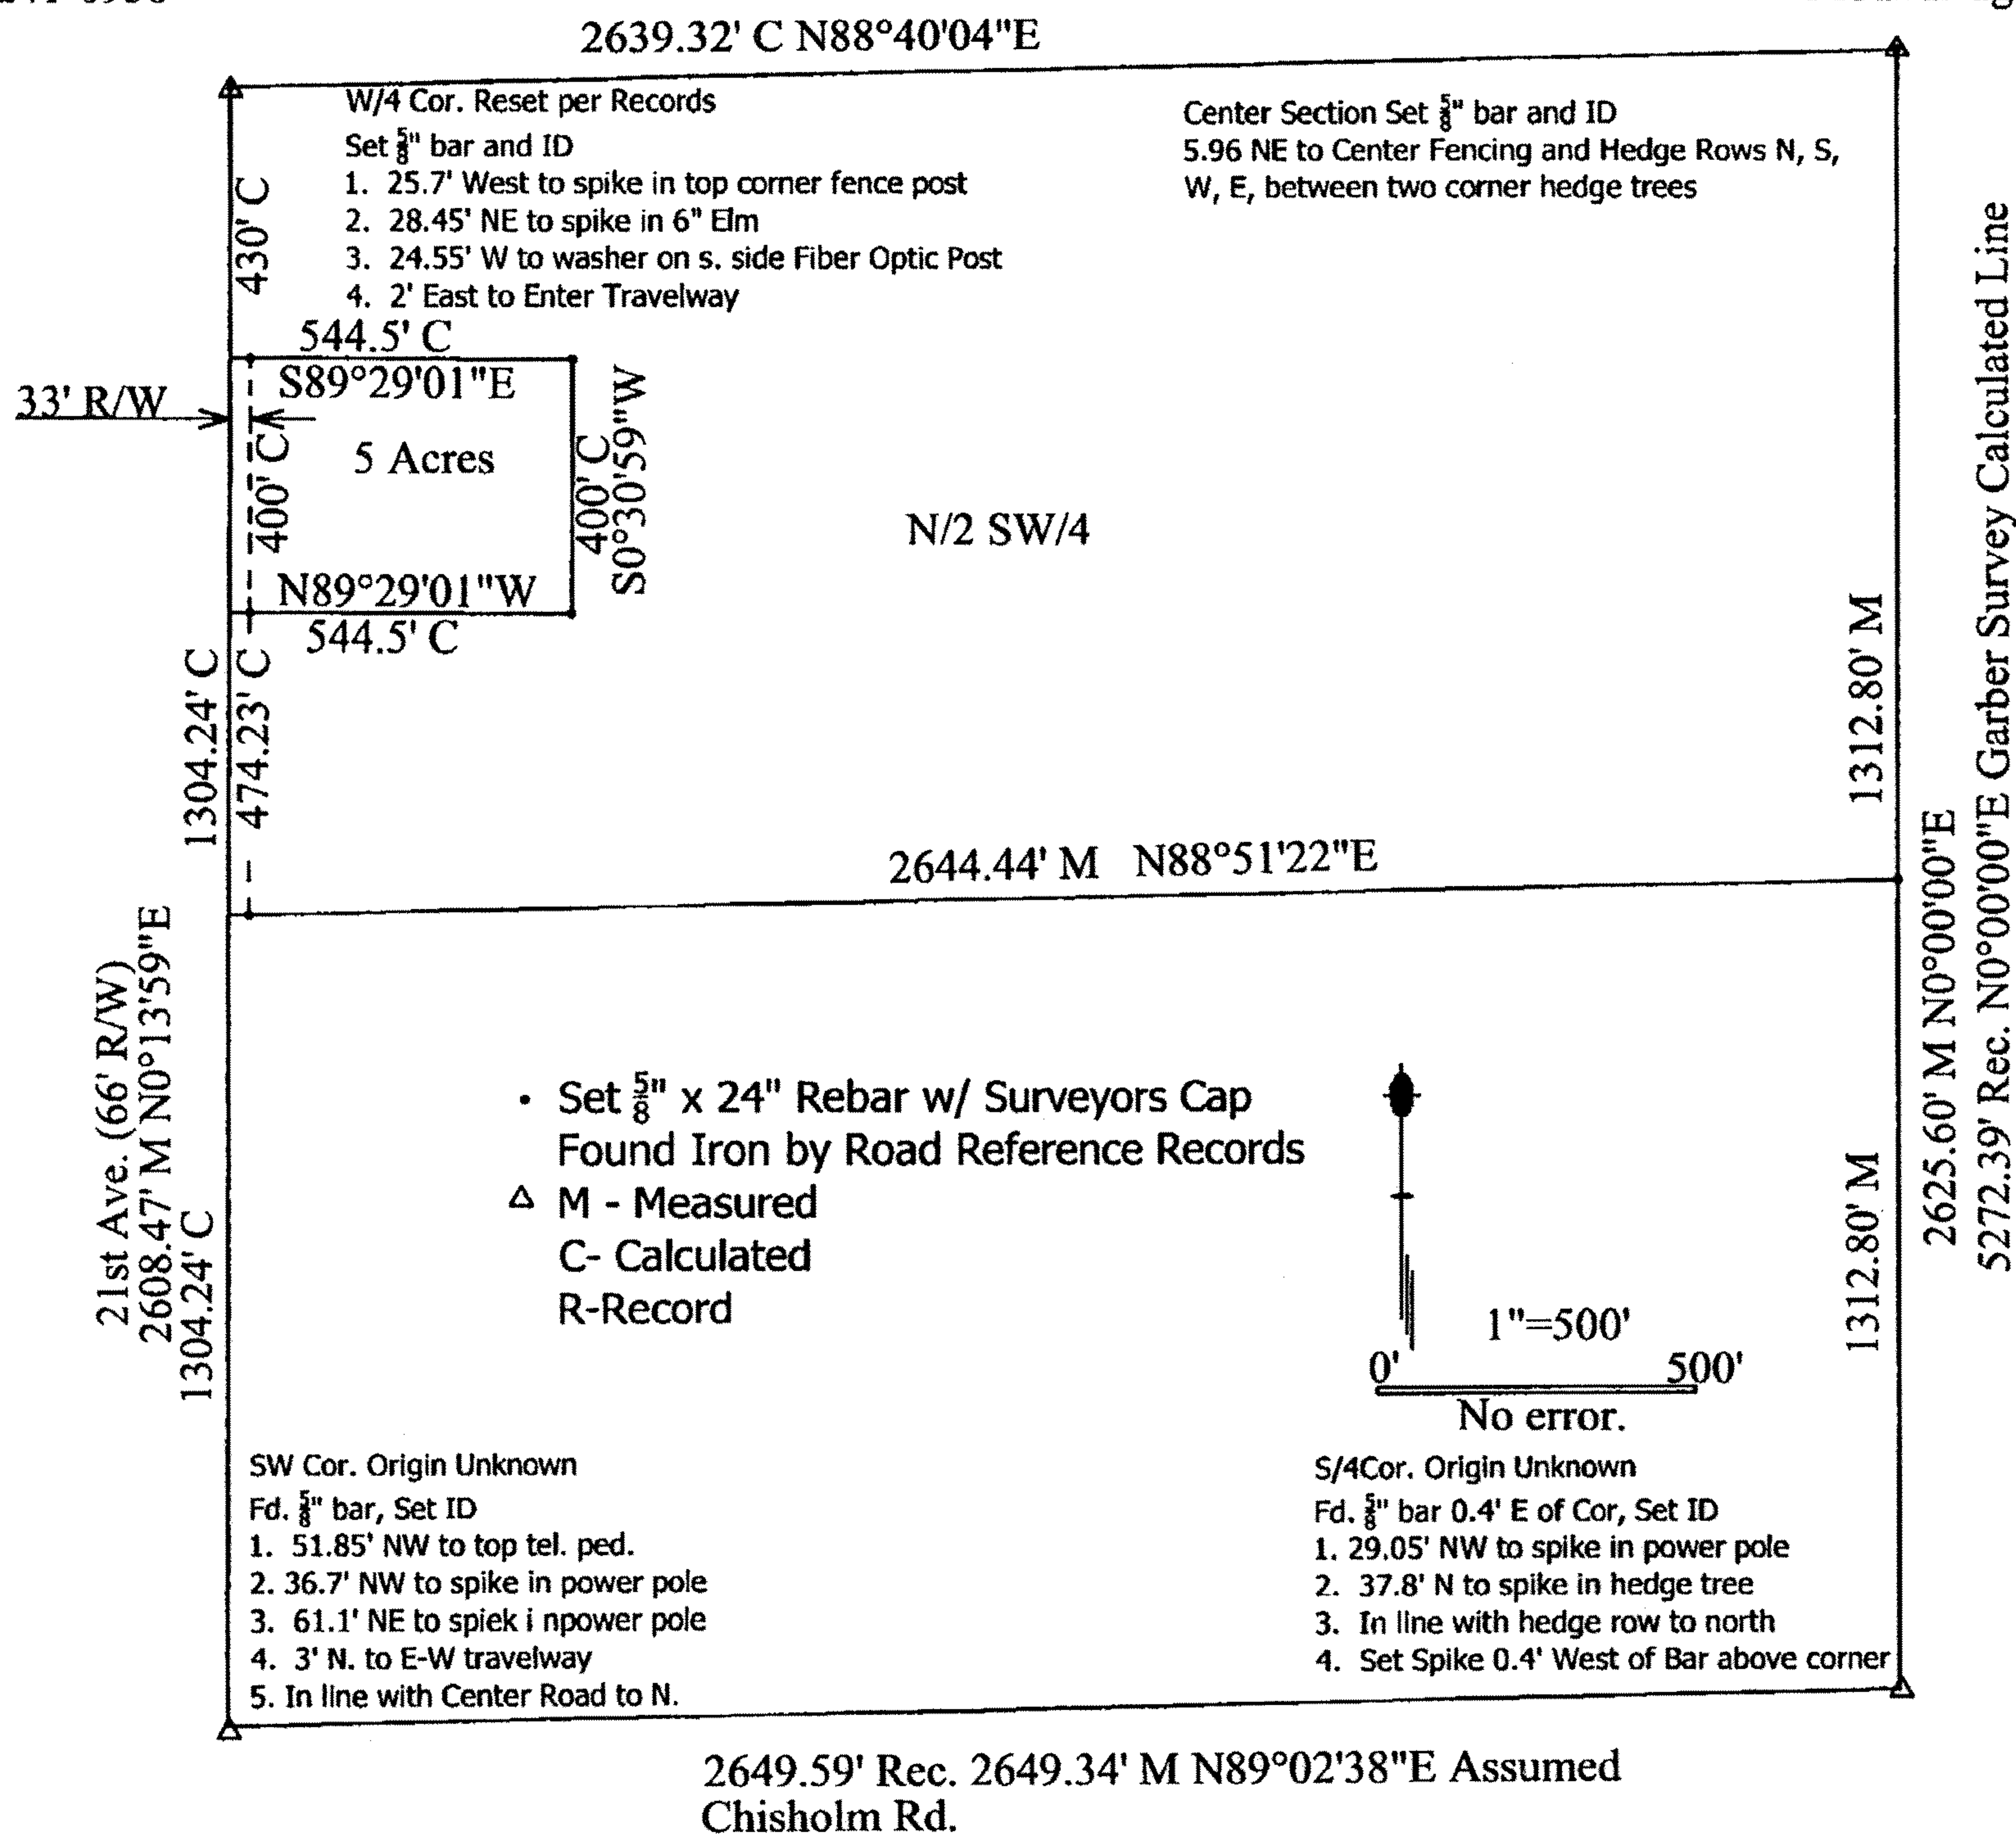 2639.32' C N88°40'04"E
W/4 Cor. Reset per Records
Set 5/8" bar and ID
1. 25.7' West to spike in top corner fence post
2. 28.45' NE to spike in 6" Elm
3. 24.55' W to washer on s. side Fiber Optic Post
4. 2' East to Enter Travelway
Center Section Set 5/8" bar and ID
5.96 NE to Center Fencing and Hedge Rows N, S,
W, E, between two corner hedge trees
430' C
544.5' C
S89°29'01"E
33' R/W
400' C
5 Acres
400' C
S0°30'59"W
N89°29'01"W
544.5' C
N/2 SW/4
1304.24' C
474.23' C
1312.80' M
2644.44' M N88°51'22"E
2625.60' M N0°00'00"E
5272.39' Rec. N0°00'00"E Garber Survey Calculated Line
21st Ave. (66' R/W)
2608.47' M N0°13'59"E
1304.24' C
• Set 5/8" x 24" Rebar w/ Surveyors Cap
Found Iron by Road Reference Records
△ M - Measured
C- Calculated
R-Record
1"=500'
0' 500'
No error.
1312.80' M
SW Cor. Origin Unknown
Fd. 5/8" bar, Set ID
1. 51.85' NW to top tel. ped.
2. 36.7' NW to spike in power pole
3. 61.1' NE to spiek i npower pole
4. 3' N. to E-W travelway
5. In line with Center Road to N.
S/4Cor. Origin Unknown
Fd. 5/8" bar 0.4' E of Cor, Set ID
1. 29.05' NW to spike in power pole
2. 37.8' N to spike in hedge tree
3. In line with hedge row to north
4. Set Spike 0.4' West of Bar above corner
2649.59' Rec. 2649.34' M N89°02'38"E Assumed
Chisholm Rd.